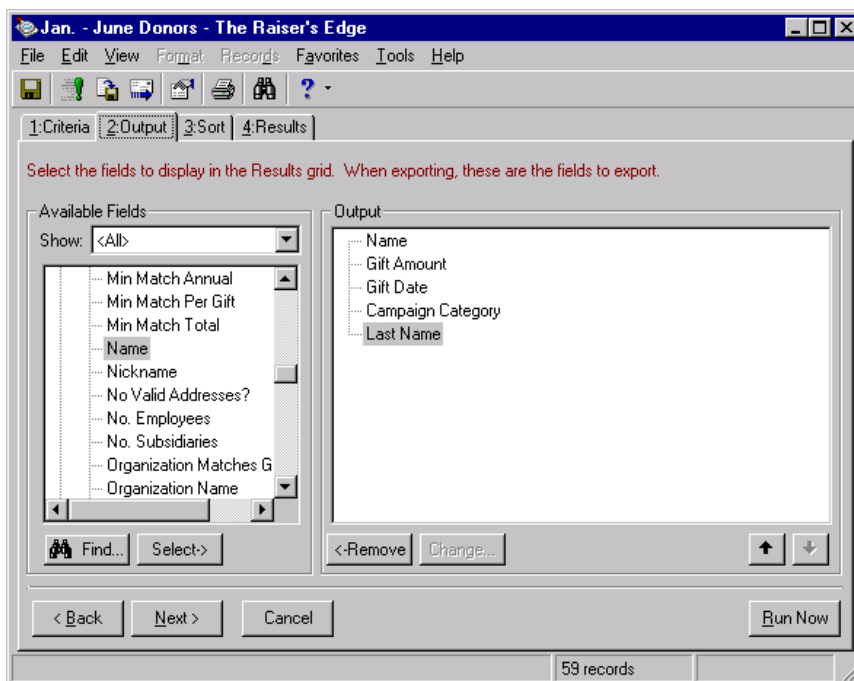 Jan. - June Donors - The Raiser's Edge
File Edit View Format Records Favorites Tools Help
?
1:Criteria 2:Output 3:Sort 4:Results
Select the fields to display in the Results grid. When exporting, these are the fields to export.
Available Fields
Show: <All>
Min Match Annual
Min Match Per Gift
Min Match Total
Name
Nickname
No Valid Addresses?
No. Employees
No. Subsidiaries
Organization Matches G
Organization Name
Find... Select->
Output
Name
Gift Amount
Gift Date
Campaign Category
Last Name
<-Remove Change...
< Back Next > Cancel Run Now
59 records